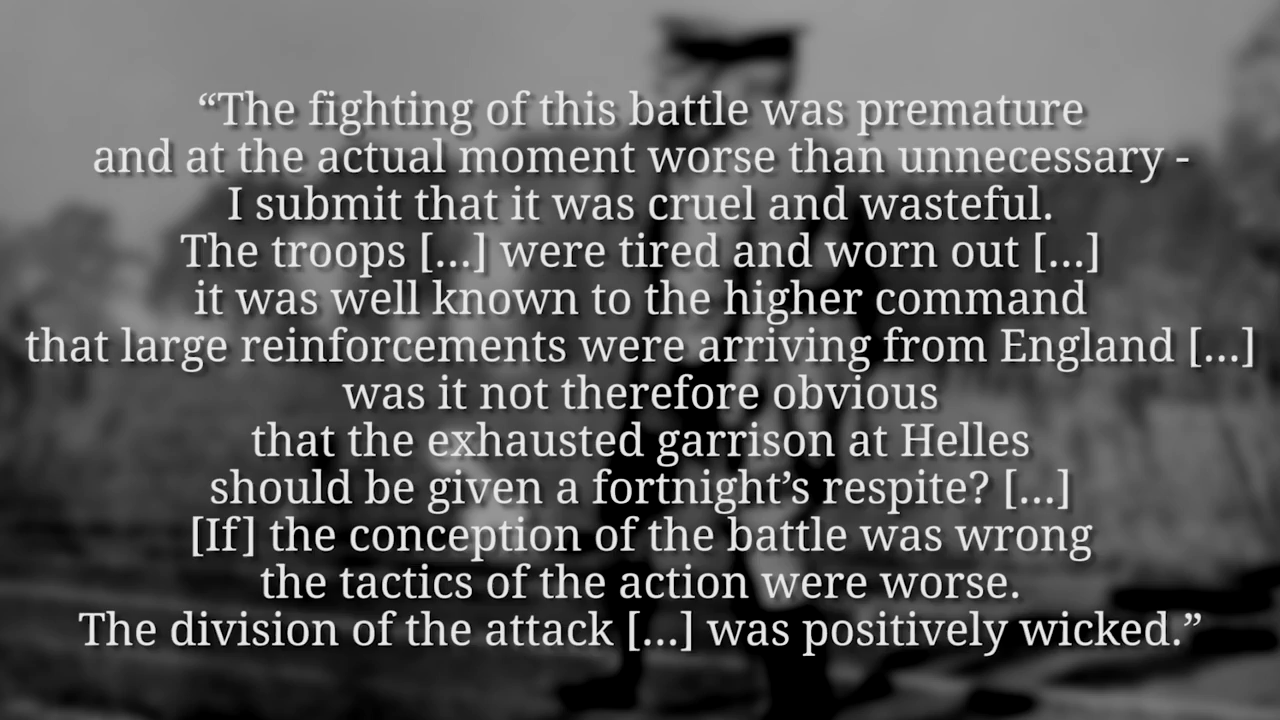 “The fighting of this battle was premature
and at the actual moment worse than unnecessary -
I submit that it was cruel and wasteful.
The troops [...] were tired and worn out [...]
it was well known to the higher command
that large reinforcements were arriving from England [...]
was it not therefore obvious
that the exhausted garrison at Helles
should be given a fortnight’s respite? [...]
[If] the conception of the battle was wrong
the tactics of the action were worse.
The division of the attack [...] was positively wicked.”